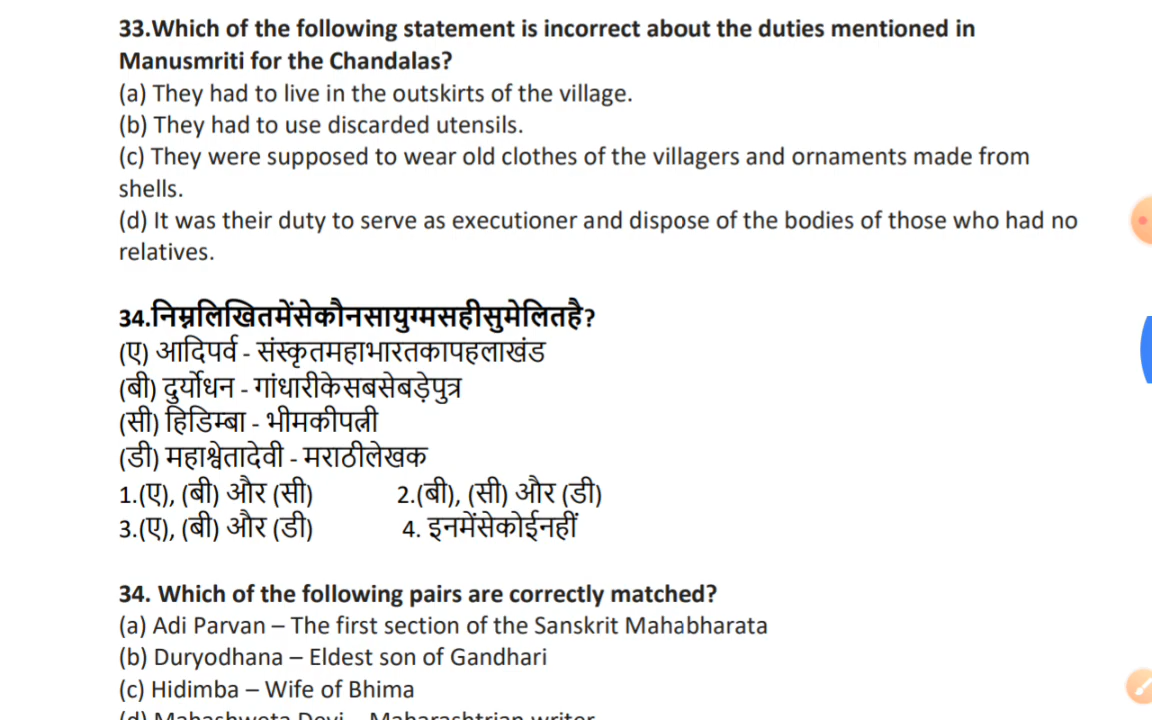 33.Which of the following statement is incorrect about the duties mentioned in
Manusmriti for the Chandalas?
(a) They had to live in the outskirts of the village.
(b) They had to use discarded utensils.
(c) They were supposed to wear old clothes of the villagers and ornaments made from
shells.
(d) It was their duty to serve as executioner and dispose of the bodies of those who had no
relatives.
34.निम्नलिखितमेंसेकौनसायुग्मसहीसुमेलितहै?
(ए) आदिपर्व - संस्कृतमहाभारतकापहलाखंड
(बी) दुर्योधन - गांधारीकेसबसेबड़ेपुत्र
(सी) हिडिम्बा - भीमकीपत्नी
(डी) महाश्वेतादेवी - मराठीलेखक
1.(ए), (बी) और (सी) 2.(बी), (सी) और (डी)
3.(ए), (बी) और (डी) 4. इनमेंसेकोईनहीं
34. Which of the following pairs are correctly matched?
(a) Adi Parvan – The first section of the Sanskrit Mahabharata
(b) Duryodhana – Eldest son of Gandhari
(c) Hidimba – Wife of Bhima
(d) Mahashweta Devi – Maharashtrian writer